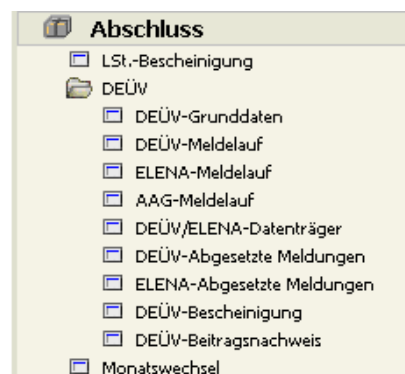 Abschluss
LSt.-Bescheinigung
DEÜV
DEÜV-Grunddaten
DEÜV-Meldelauf
ELENA-Meldelauf
AAG-Meldelauf
DEÜV/ELENA-Datenträger
DEÜV-Abgesetzte Meldungen
ELENA-Abgesetzte Meldungen
DEÜV-Bescheinigung
DEÜV-Beitragsnachweis
Monatswechsel